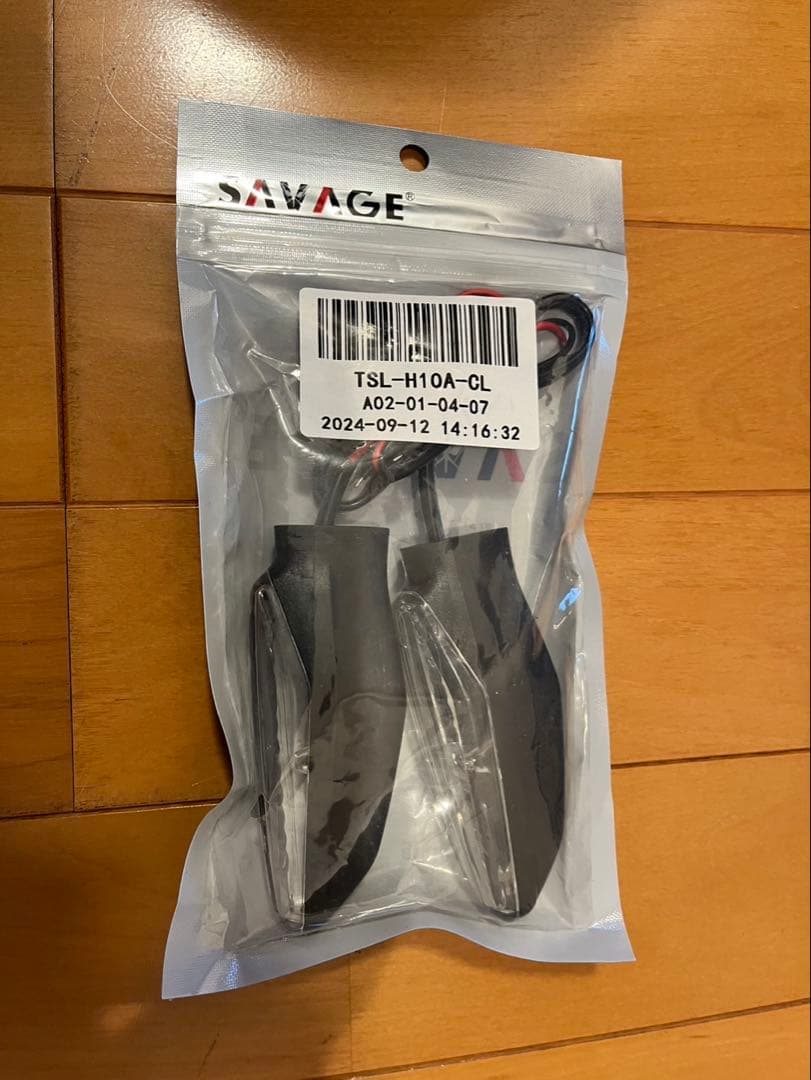 SAVAGE®
TSL-H10A-CL
A02-01-04-07
2024-09-12 14:16:32